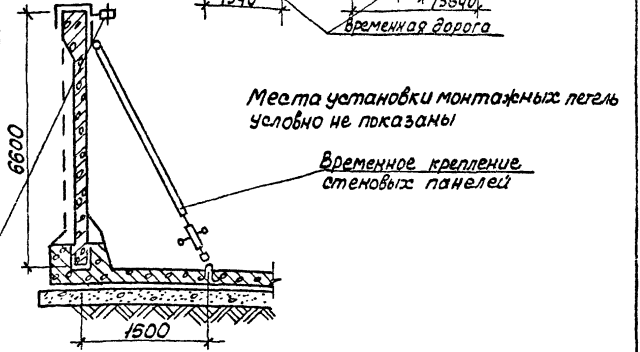 временная дорога
Места установки монтажных петель
условно не показаны
Временное крепление
стеновых панелей
6600
1500